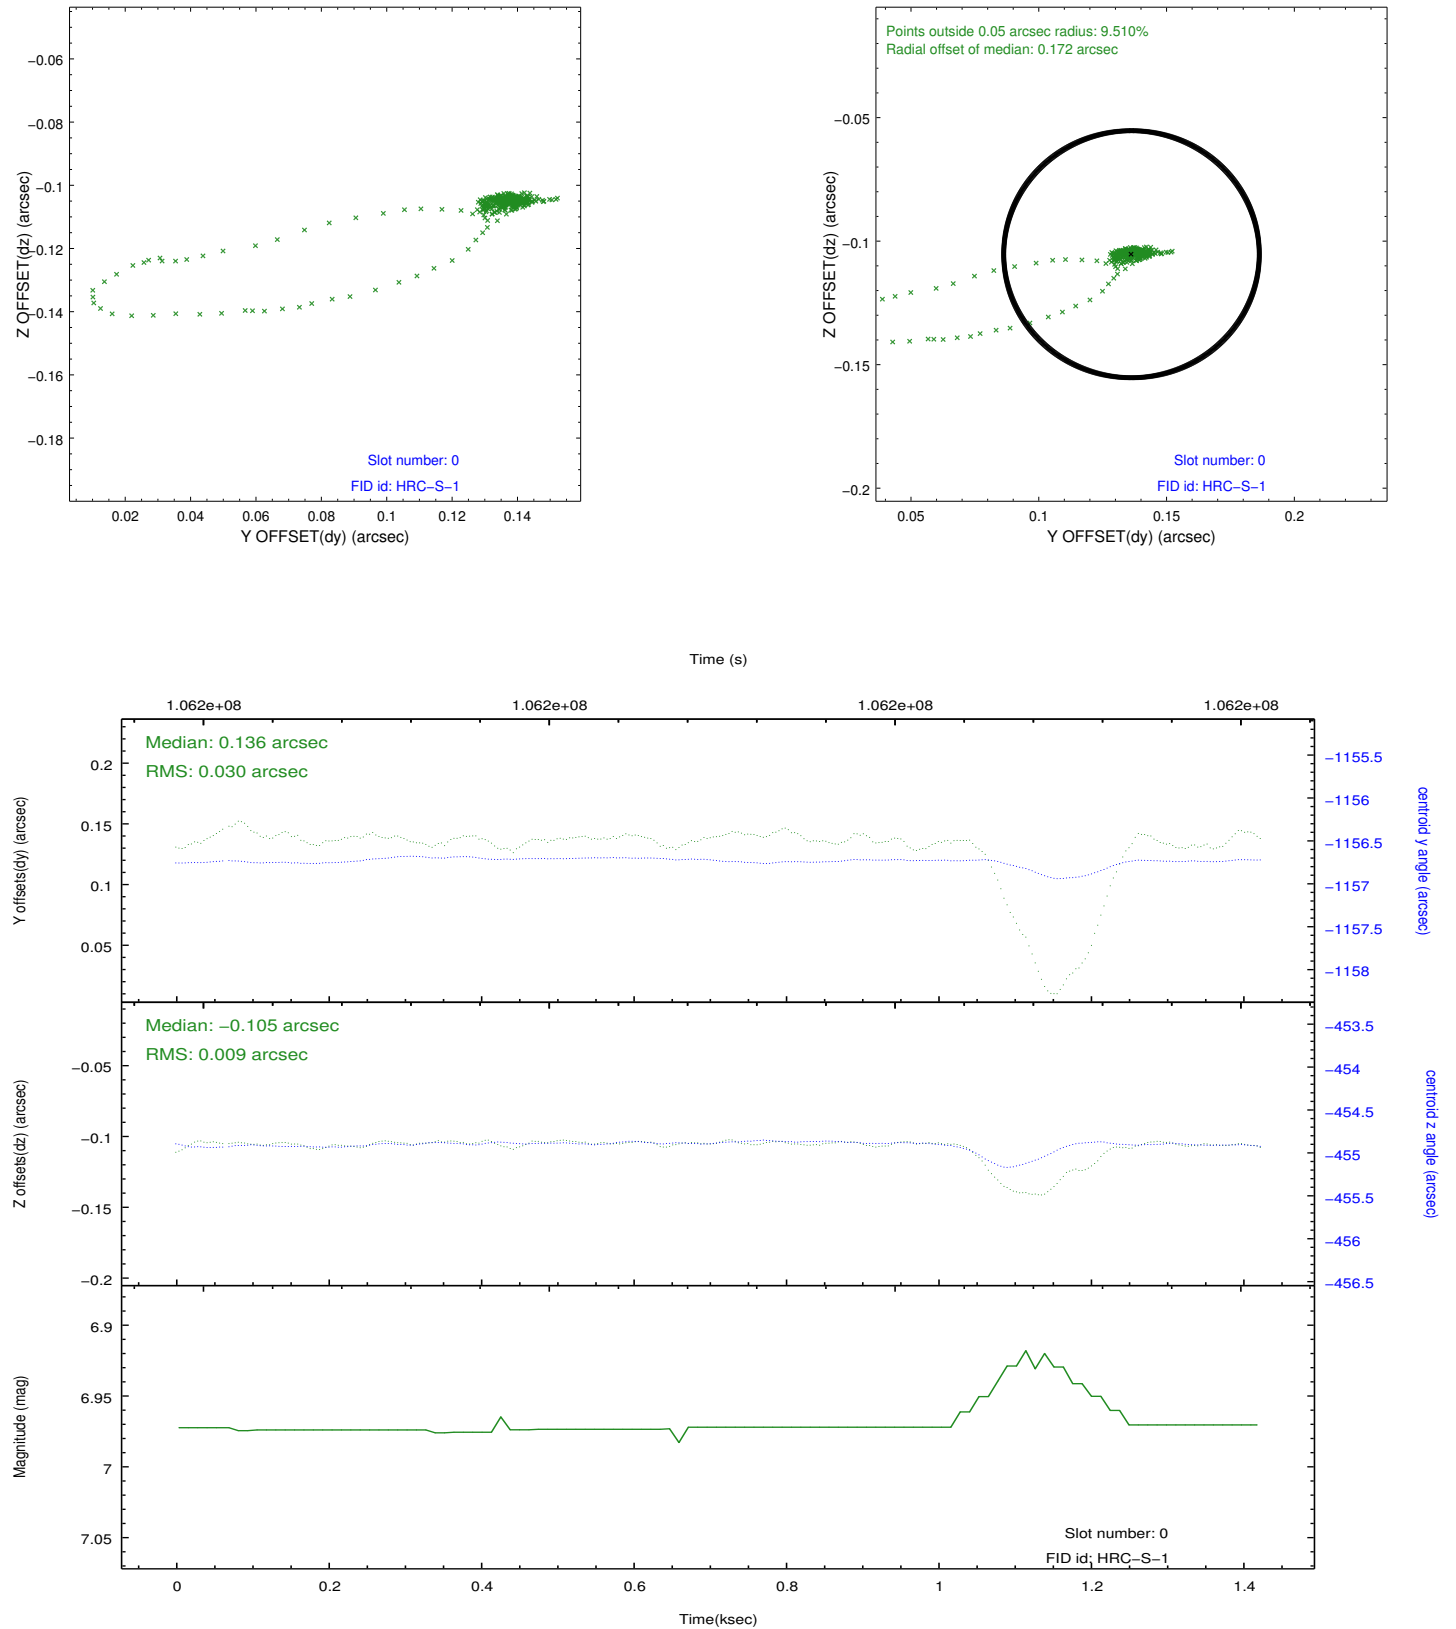 −0.06
−0.08
−0.1
−0.12
−0.14
−0.16
−0.18
Z OFFSET(dz) (arcsec)
Slot number: 0
FID id: HRC−S−1
0.02 0.04 0.06 0.08 0.1 0.12 0.14
Y OFFSET(dy) (arcsec)
Points outside 0.05 arcsec radius: 9.510%
Radial offset of median: 0.172 arcsec
−0.05
−0.1
−0.15
−0.2
Z OFFSET(dz) (arcsec)
Slot number: 0
FID id: HRC−S−1
0.05 0.1 0.15 0.2
Y OFFSET(dy) (arcsec)
Time (s)
1.062e+08 1.062e+08 1.062e+08 1.062e+08
Median: 0.136 arcsec
RMS: 0.030 arcsec
0.2
0.15
0.1
0.05
Y offsets(dy) (arcsec)
−1155.5
−1156
−1156.5
−1157
−1157.5
−1158
centroid y angle (arcsec)
Median: −0.105 arcsec
RMS: 0.009 arcsec
−0.05
−0.1
−0.15
−0.2
Z offsets(dz) (arcsec)
−453.5
−454
−454.5
−455
−455.5
−456
−456.5
centroid z angle (arcsec)
6.9
6.95
7
7.05
Magnitude (mag)
Slot number: 0
FID id: HRC−S−1
0 0.2 0.4 0.6 0.8 1 1.2 1.4
Time(ksec)